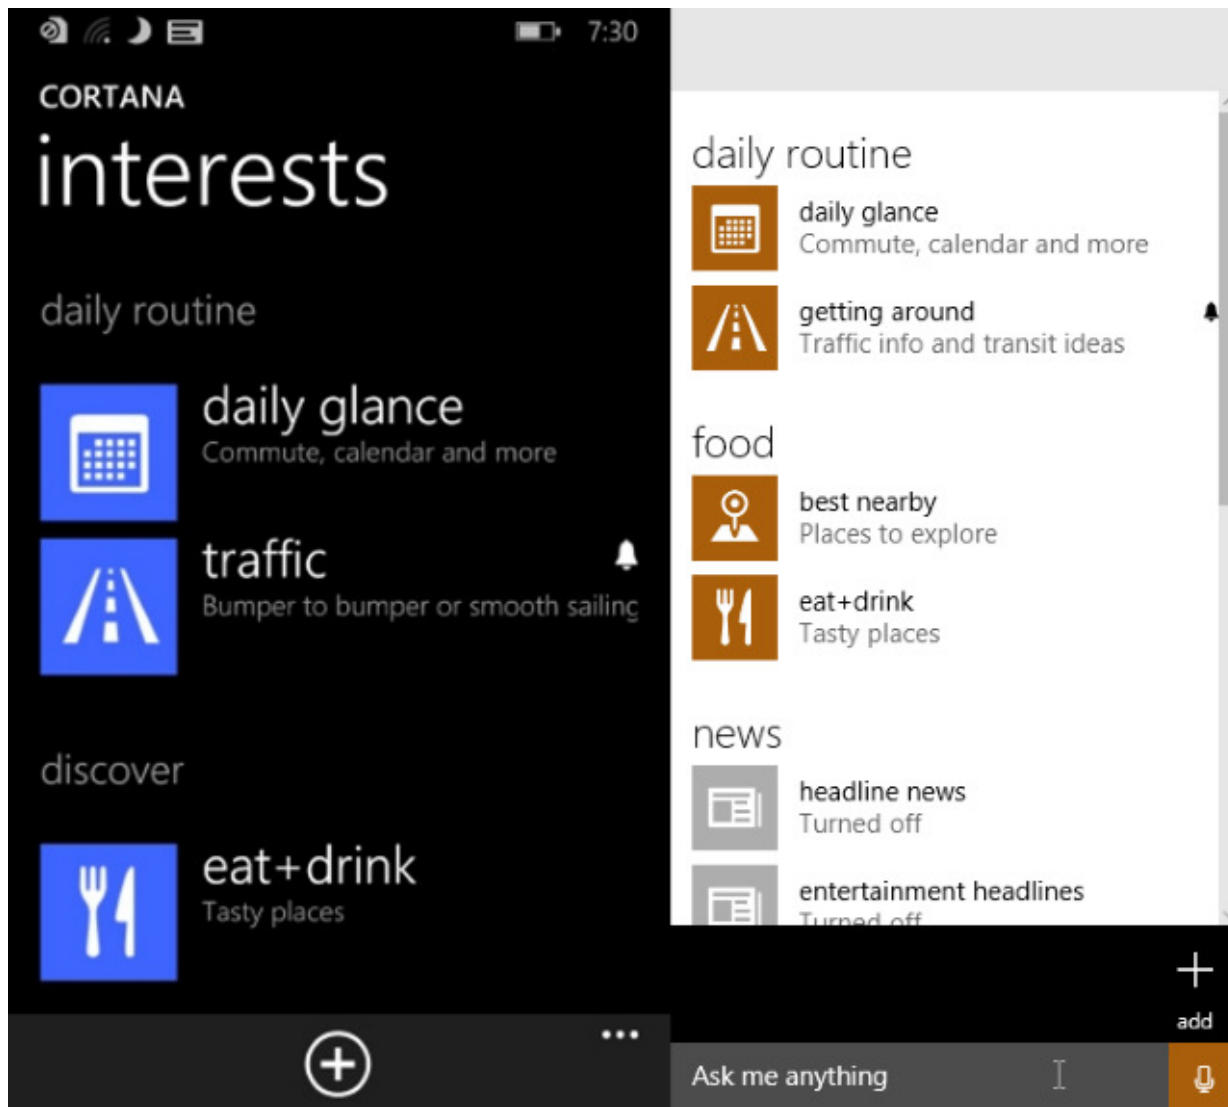 7:30
CORTANA
interests
daily routine
daily glance
Commute, calendar and more
traffic
Bumper to bumper or smooth sailing
discover
eat+drink
Tasty places
daily routine
daily glance
Commute, calendar and more
getting around
Traffic info and transit ideas
food
best nearby
Places to explore
eat+drink
Tasty places
news
headline news
Turned off
entertainment headlines
Turned off
add
Ask me anything